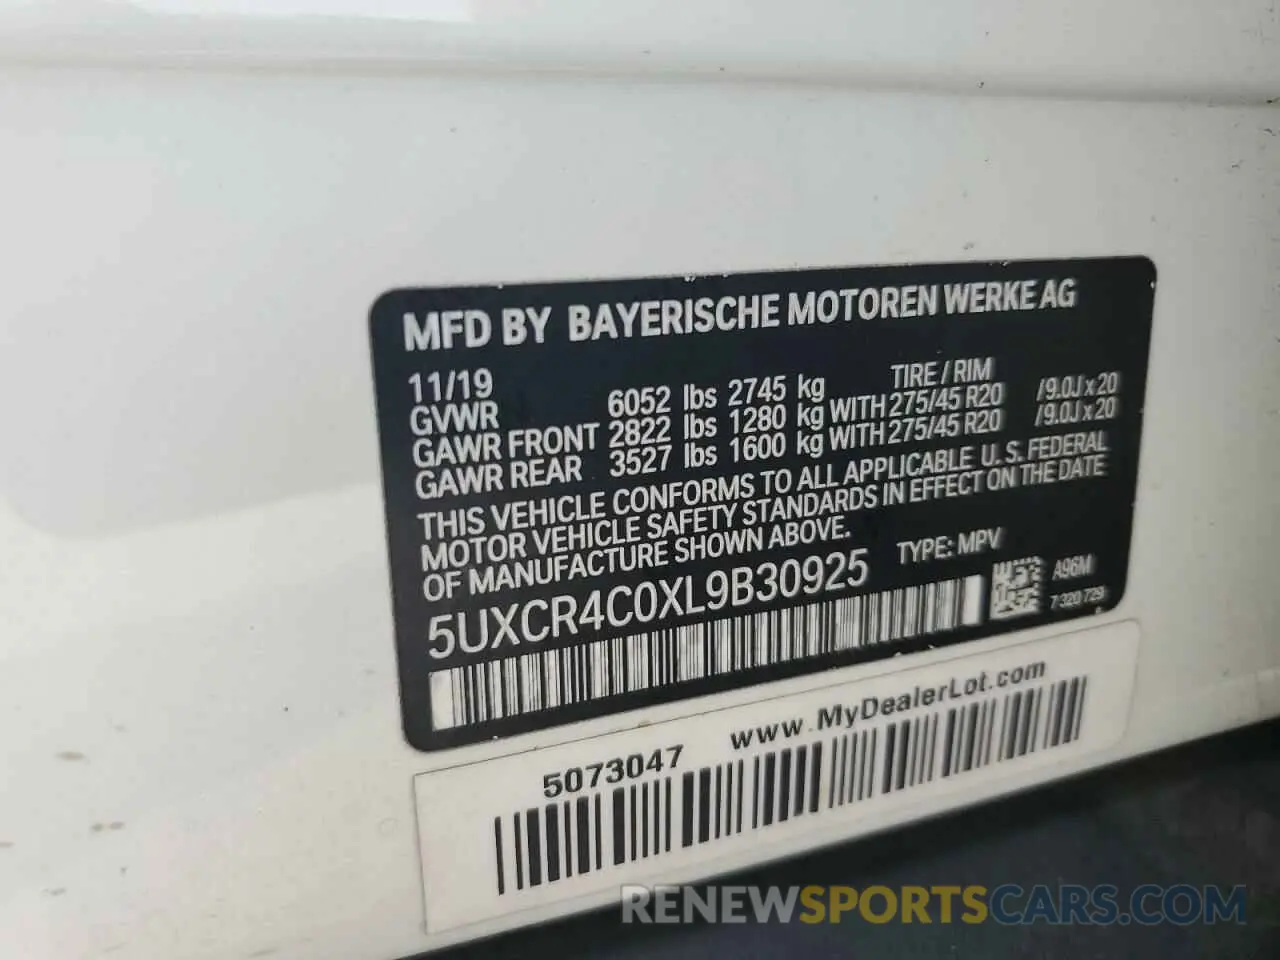 MFD BY BAYERISCHE MOTOREN WERKE AG
11/19 TIRE / RIM
GVWR 6052 lbs 2745 kg
GAWR FRONT 2822 lbs 1280 kg WITH 275/45 R20 /9.0J x 20
GAWR REAR 3527 lbs 1600 kg WITH 275/45 R20 /9.0J x 20
THIS VEHICLE CONFORMS TO ALL APPLICABLE U. S. FEDERAL
MOTOR VEHICLE SAFETY STANDARDS IN EFFECT ON THE DATE
OF MANUFACTURE SHOWN ABOVE.
5UXCR4C0XL9B30925 TYPE: MPV
A96M
7 320 729
5073047 www.MyDealerLot.com
RENEWSPORTSCARS.COM